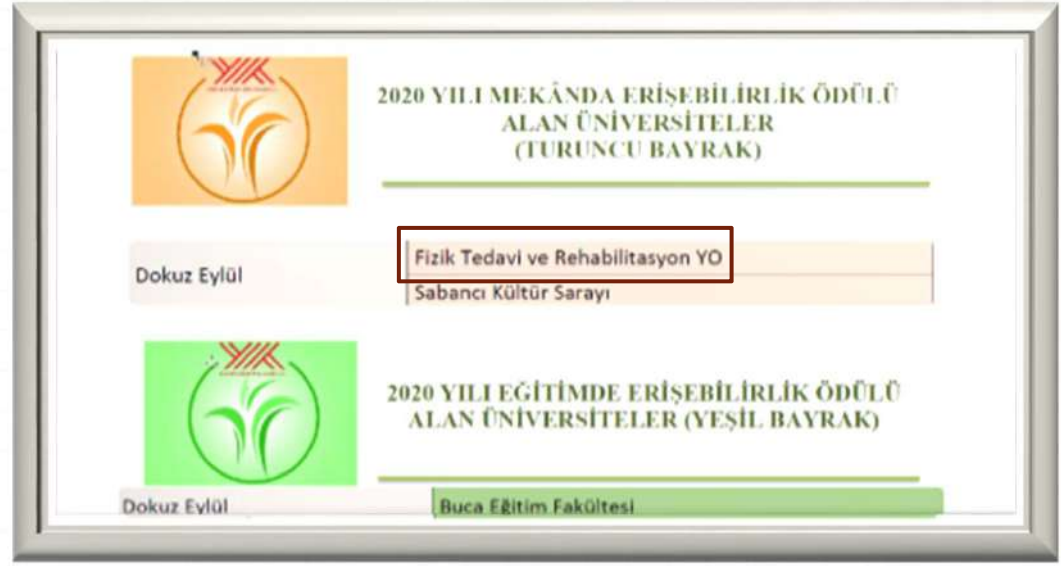 YÖK
2020 YILI MEKÂNDA ERİŞEBİLİRLİK ÖDÜLÜ
ALAN ÜNİVERSİTELER
(TURUNCU BAYRAK)
Dokuz Eylül
Fizik Tedavi ve Rehabilitasyon YO
Sabancı Kültür Sarayı
YÖK
2020 YILI EĞİTİMDE ERİŞEBİLİRLİK ÖDÜLÜ
ALAN ÜNİVERSİTELER (YEŞİL BAYRAK)
Dokuz Eylül
Buca Eğitim Fakültesi